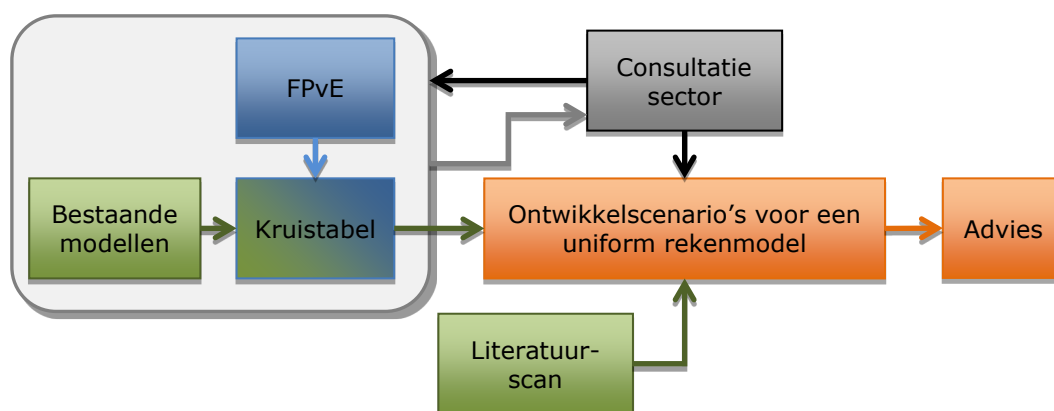 FPvE
Consultatie
sector
Bestaande
modellen
Kruistabel
Ontwikkelscenario's voor een
uniform rekenmodel
Advies
Literatuur-
scan